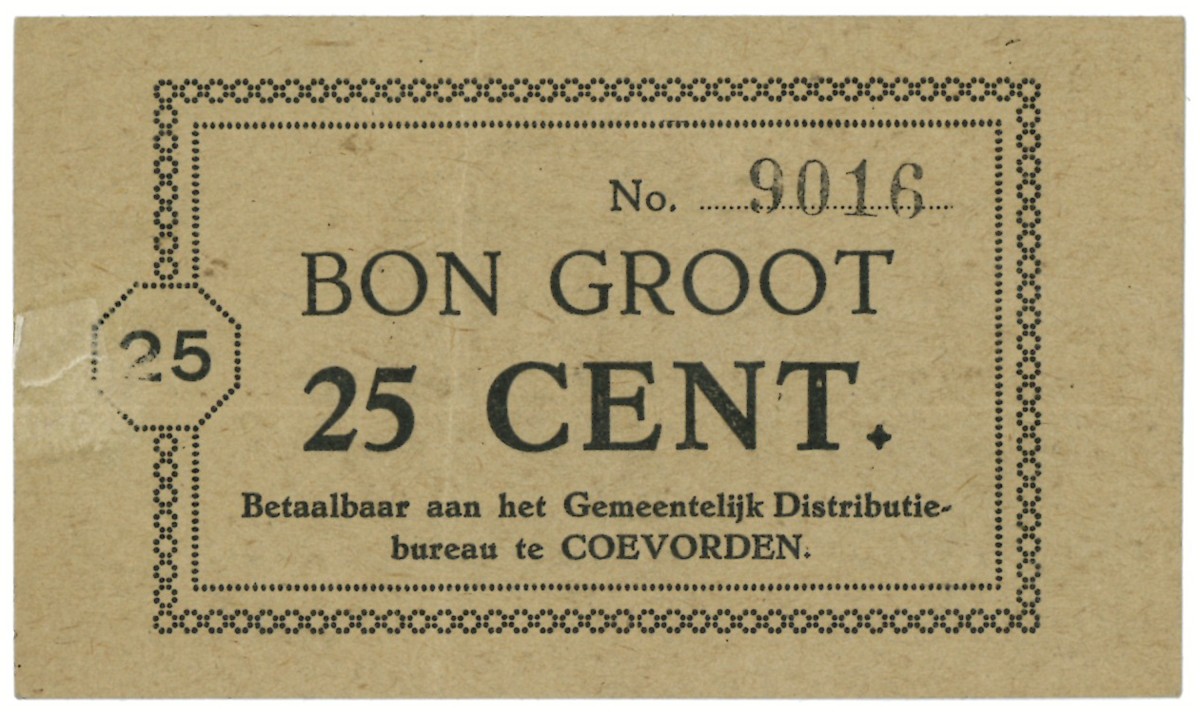 No. 9016
BON GROOT
25
25 CENT.
Betaalbaar aan het Gemeentelijk Distributie-
bureau te COEVORDEN.